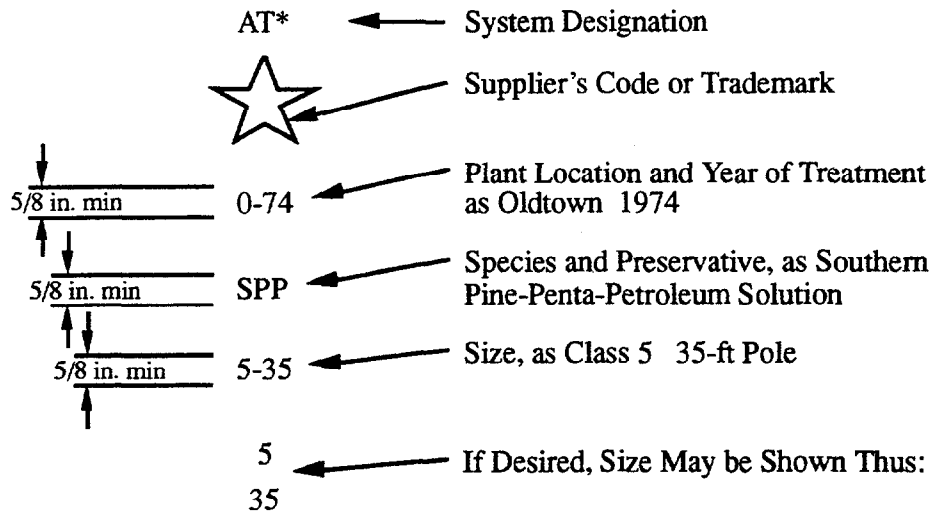 AT* System Designation
Supplier's Code or Trademark
5/8 in. min 0-74 Plant Location and Year of Treatment
as Oldtown 1974
5/8 in. min SPP Species and Preservative, as Southern
Pine-Penta-Petroleum Solution
5/8 in. min 5-35 Size, as Class 5 35-ft Pole
5
If Desired, Size May be Shown Thus:
35